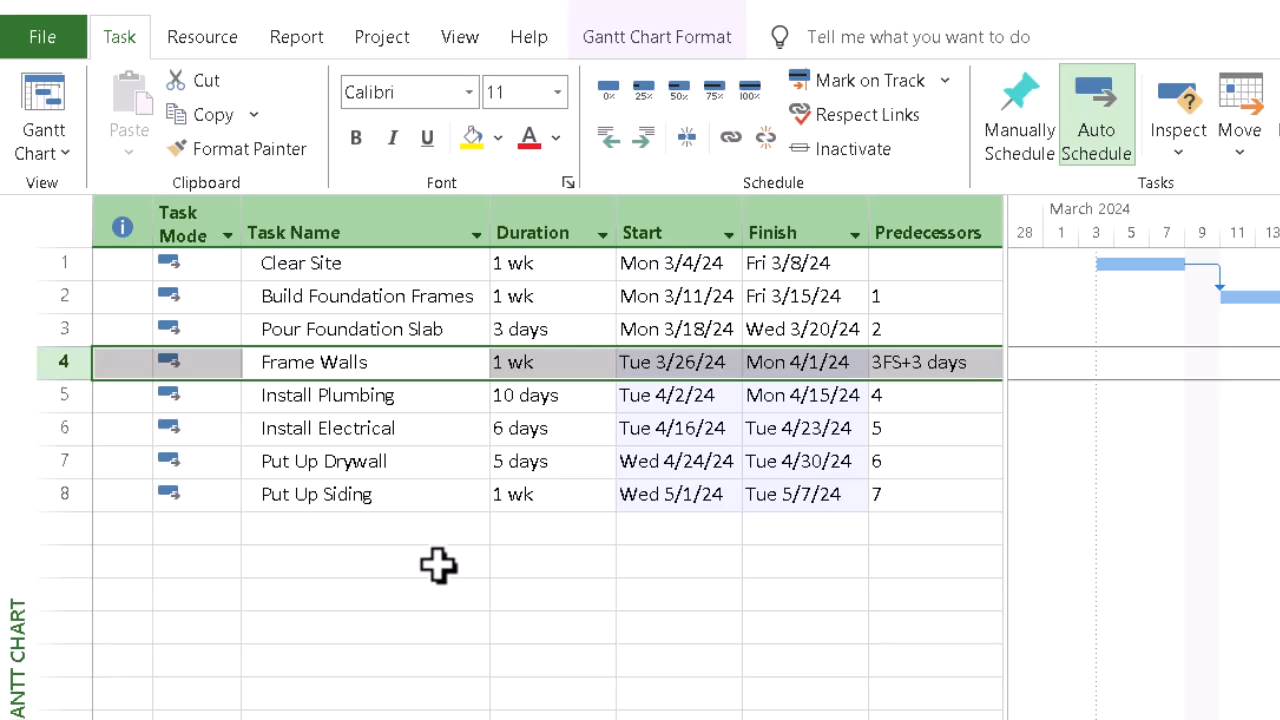 File Task Resource Report Project View Help Gantt Chart Format Tell me what you want to do
Gantt Chart
View
Paste
Cut
Copy
Format Painter
Clipboard
Calibri 11
B I U A
Font
0% 25% 50% 75% 100%
Mark on Track
Respect Links
Inactivate
Schedule
Manually Schedule
Auto Schedule
Inspect
Move
Tasks
Task Mode Task Name Duration Start Finish Predecessors
March 2024
28 1 3 5 7 9 11 13
1 Clear Site 1 wk Mon 3/4/24 Fri 3/8/24
2 Build Foundation Frames 1 wk Mon 3/11/24 Fri 3/15/24 1
3 Pour Foundation Slab 3 days Mon 3/18/24 Wed 3/20/24 2
4 Frame Walls 1 wk Tue 3/26/24 Mon 4/1/24 3FS+3 days
5 Install Plumbing 10 days Tue 4/2/24 Mon 4/15/24 4
6 Install Electrical 6 days Tue 4/16/24 Tue 4/23/24 5
7 Put Up Drywall 5 days Wed 4/24/24 Tue 4/30/24 6
8 Put Up Siding 1 wk Wed 5/1/24 Tue 5/7/24 7
ANTT CHART